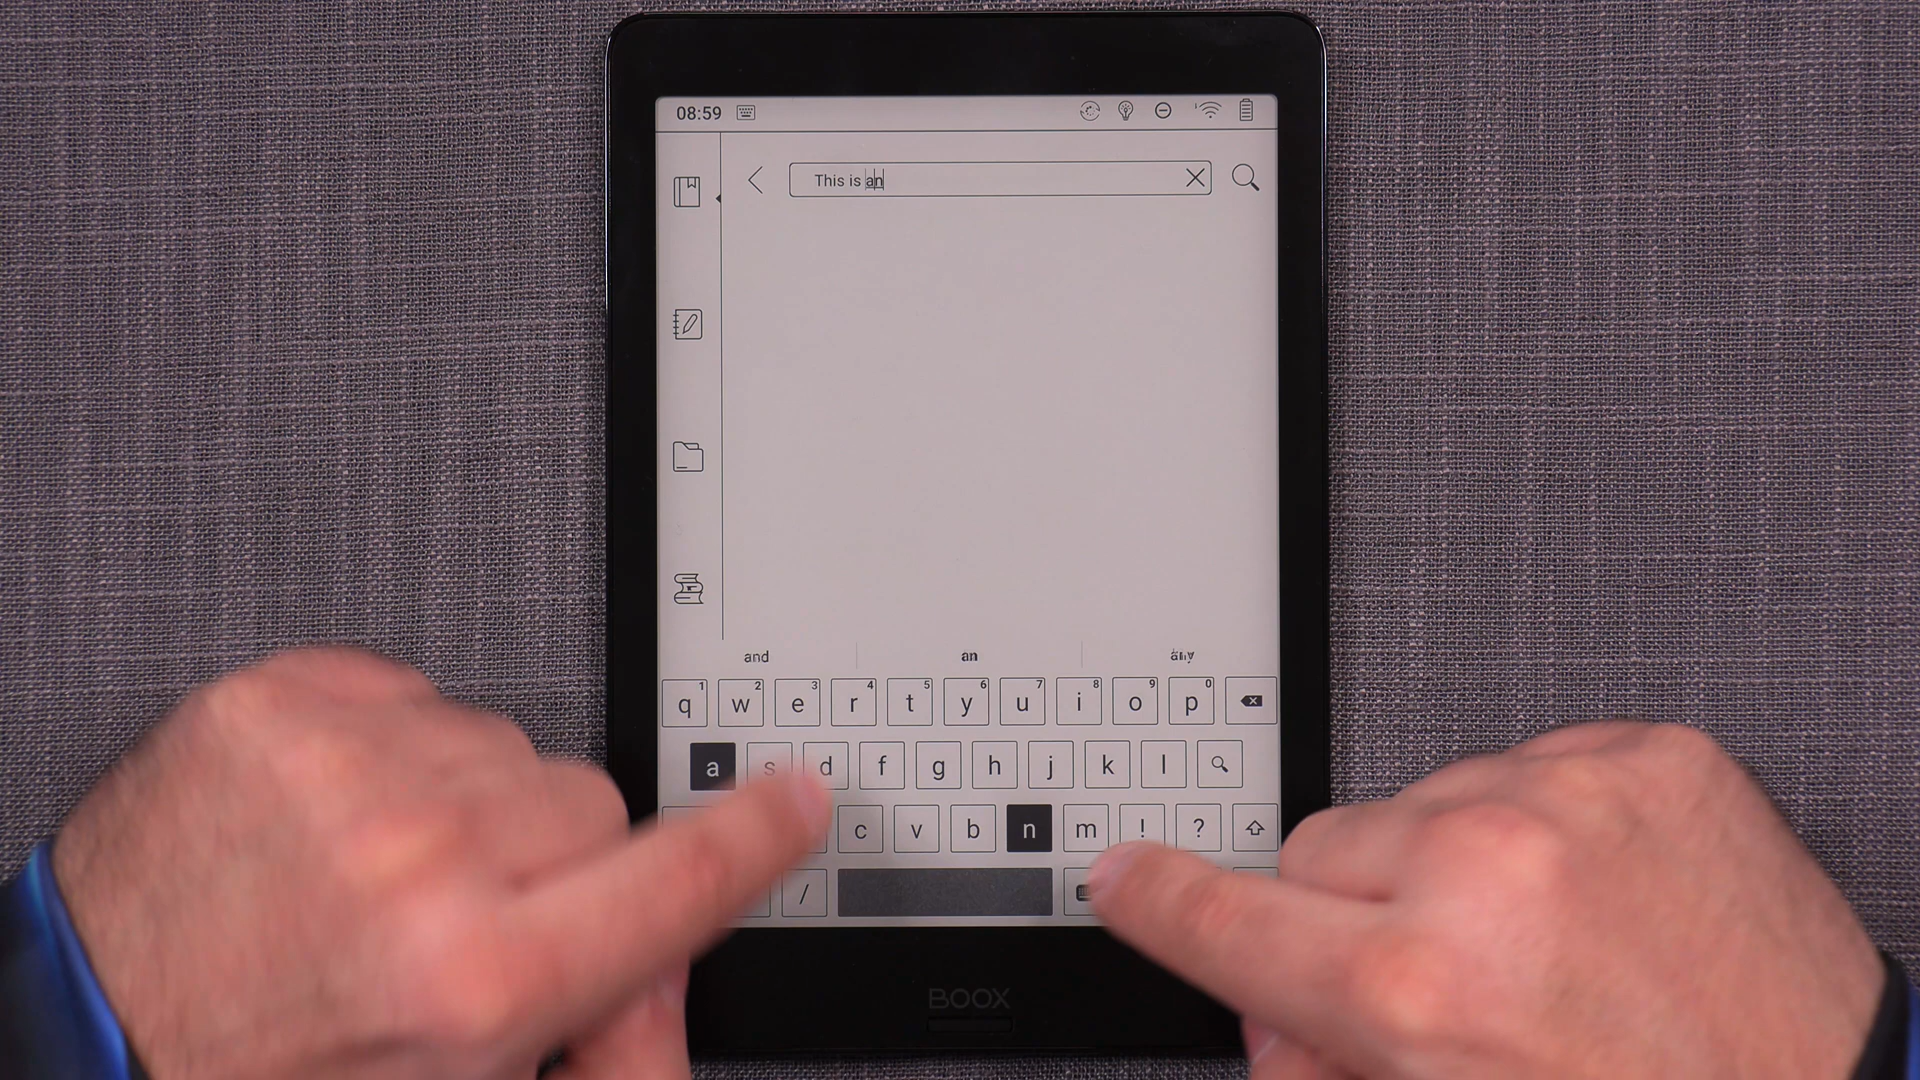 08:59
This is an
and an any
q 1 w 2 e 3 r 4 t 5 y 6 u 7 i 8 o 9 p 0
a s d f g h j k l
c v b n m ! ?
/
BOOX